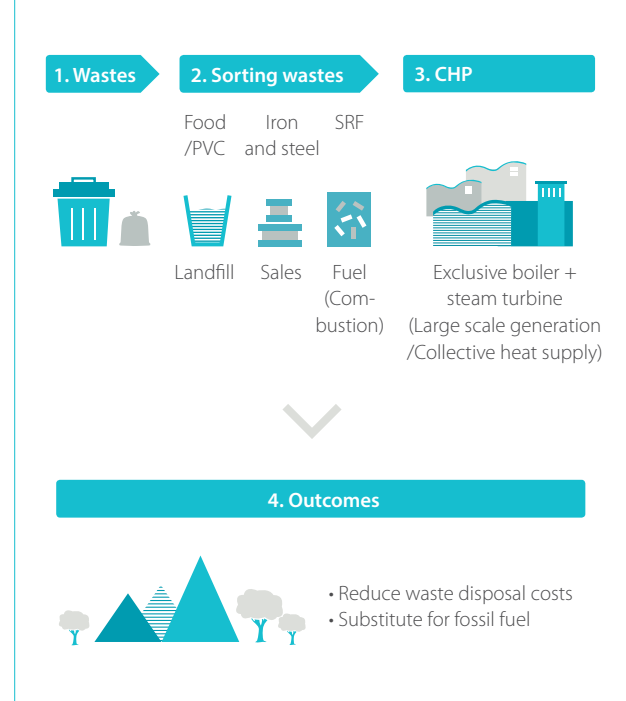 1. Wastes
2. Sorting wastes
3. CHP
Food
/PVC
Iron
and steel
SRF
Landfill
Sales
Fuel
(Com-
bustion)
Exclusive boiler +
steam turbine
(Large scale generation
/Collective heat supply)
4. Outcomes
• Reduce waste disposal costs
• Substitute for fossil fuel